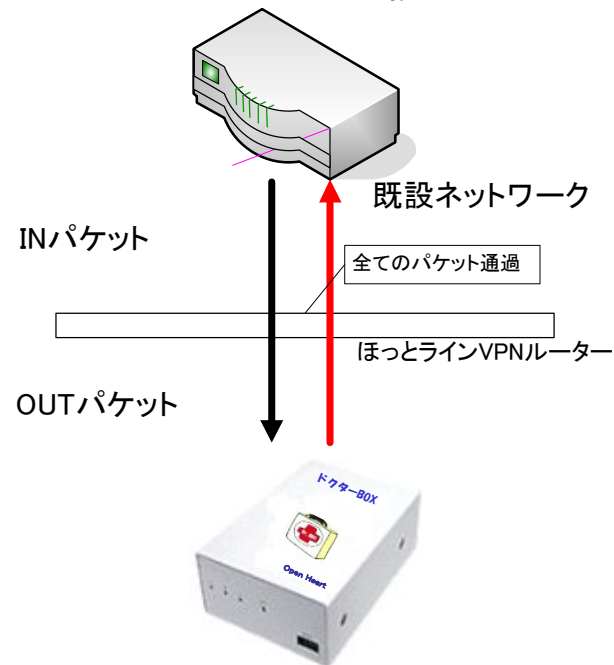 既設ネットワーク
INパケット
全てのパケット通過
ほっとラインVPNルーター
OUTパケット
ドクターBOX
Open Heart